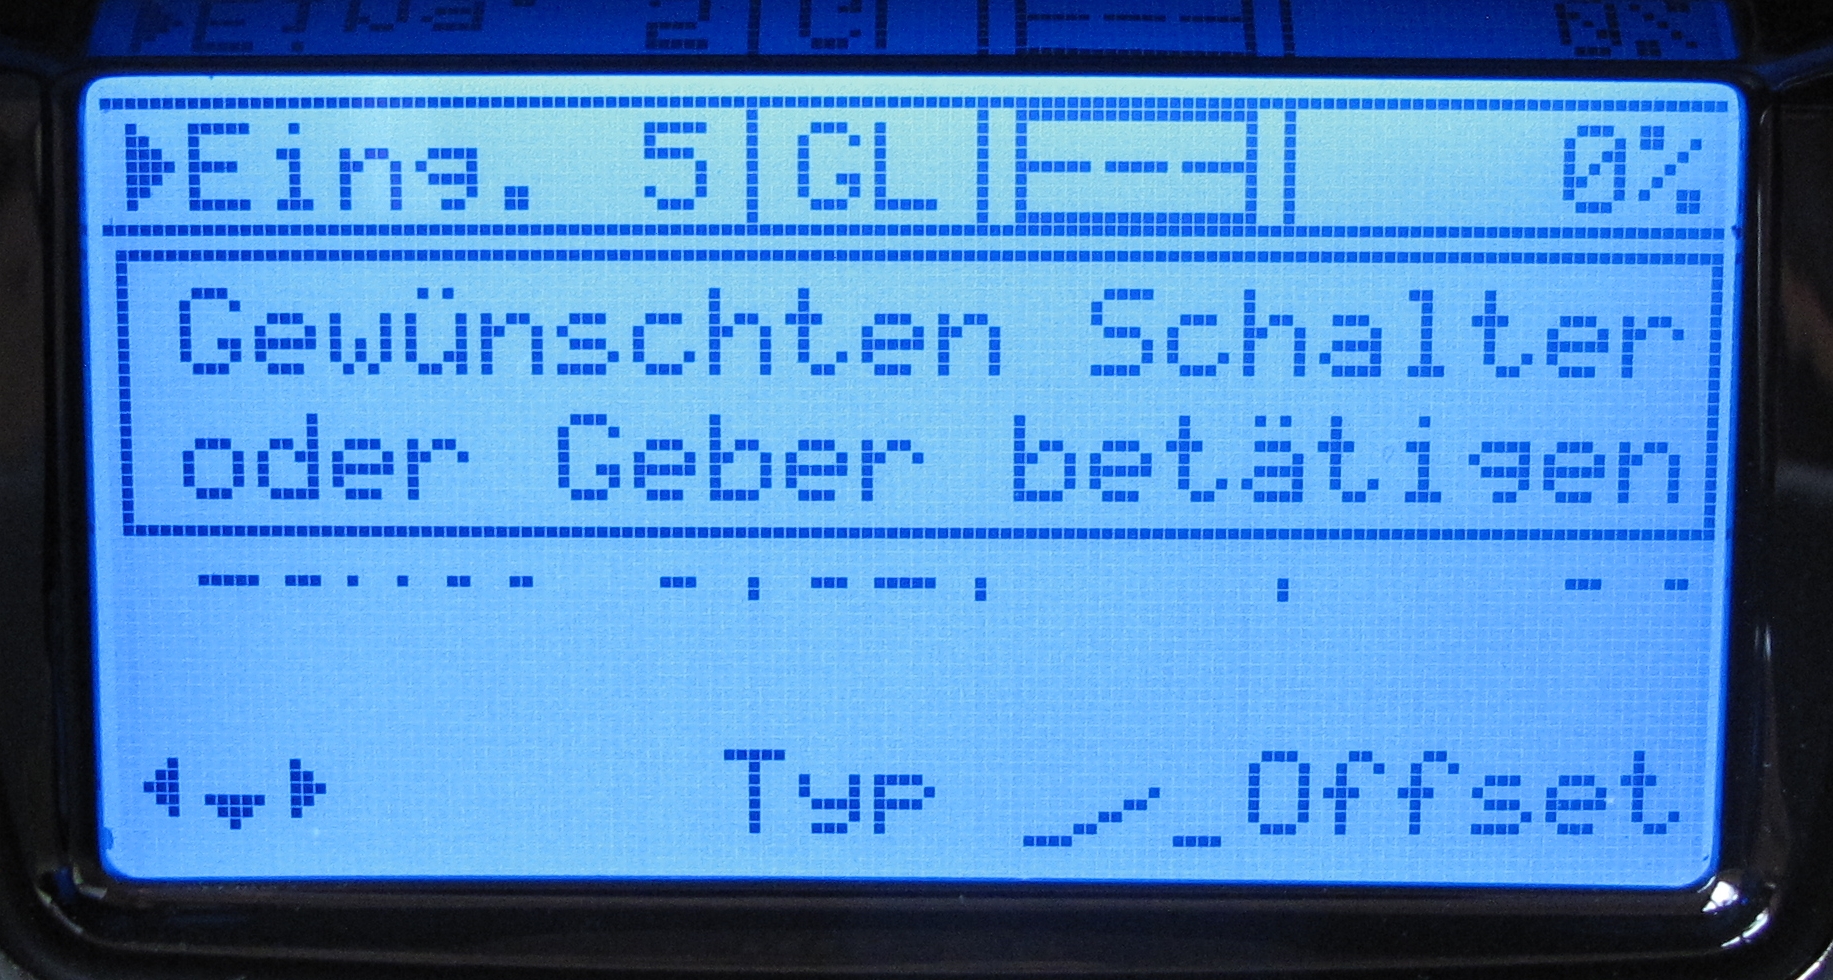 Eing. 5 GL --- 0%
Gewünschten Schalter
oder Geber betätigen
Typ Offset